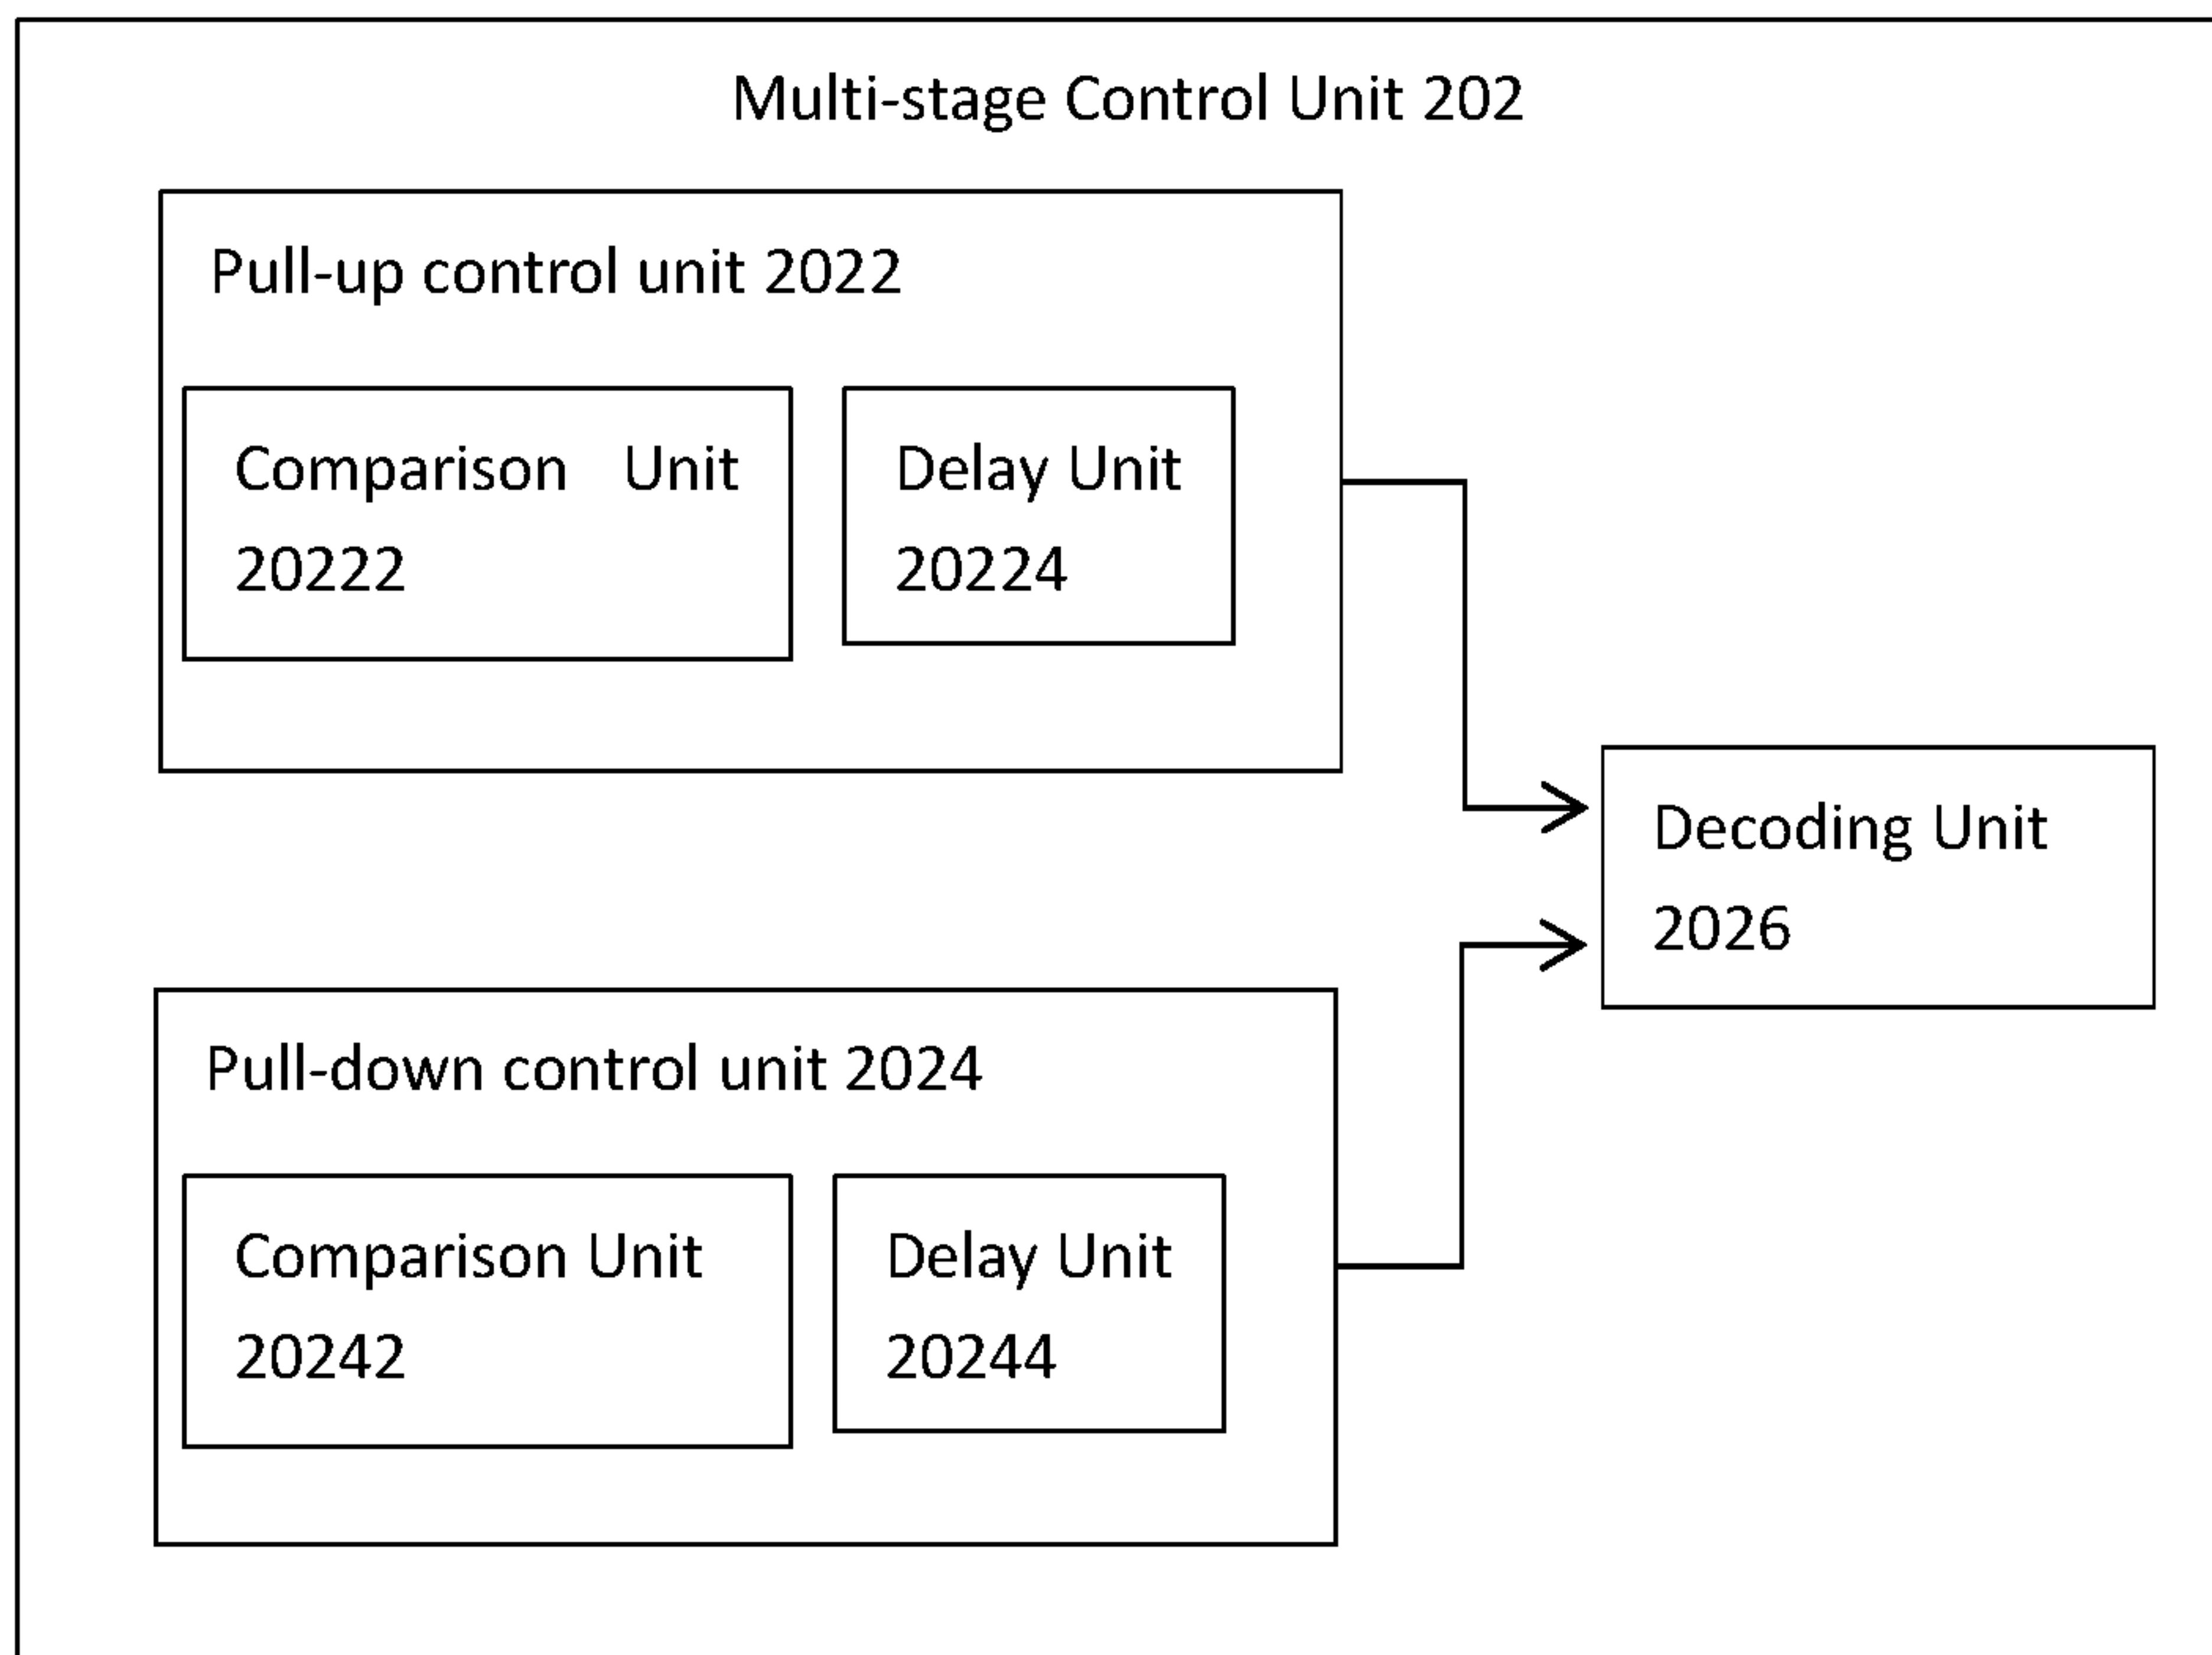 Multi-stage Control Unit 202
Pull-up control unit 2022
Comparison Unit
20222
Delay Unit
20224
Decoding Unit
2026
Pull-down control unit 2024
Comparison Unit
20242
Delay Unit
20244